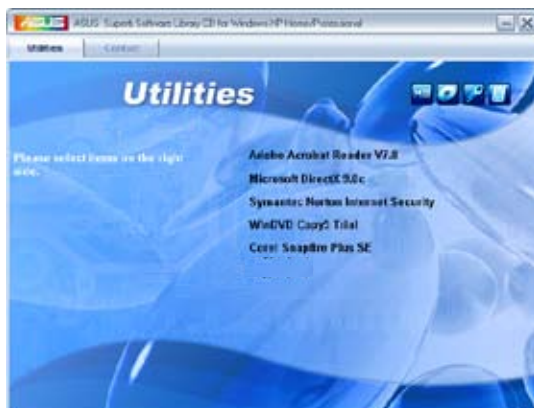 ASUS Superb Software Library CD for Windows XP Home/Professional
Utilities
Contact
Utilities
Please select items on the right
side.
Adobe Acrobat Reader V7.0
Microsoft DirectX 9.0c
Symantec Norton Internet Security
WinDVD Copy5 Trial
Corel Snapfire Plus SE